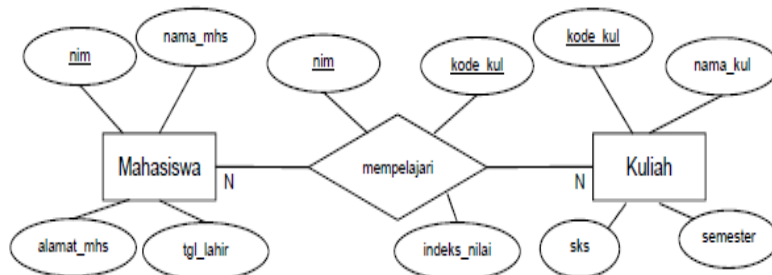 nim
nama_mhs
nim
kode_kul
kode_kul
nama_kul
Mahasiswa
N
mempelajari
N
Kuliah
alamat_mhs
tgl_lahir
indeks_nilai
sks
semester